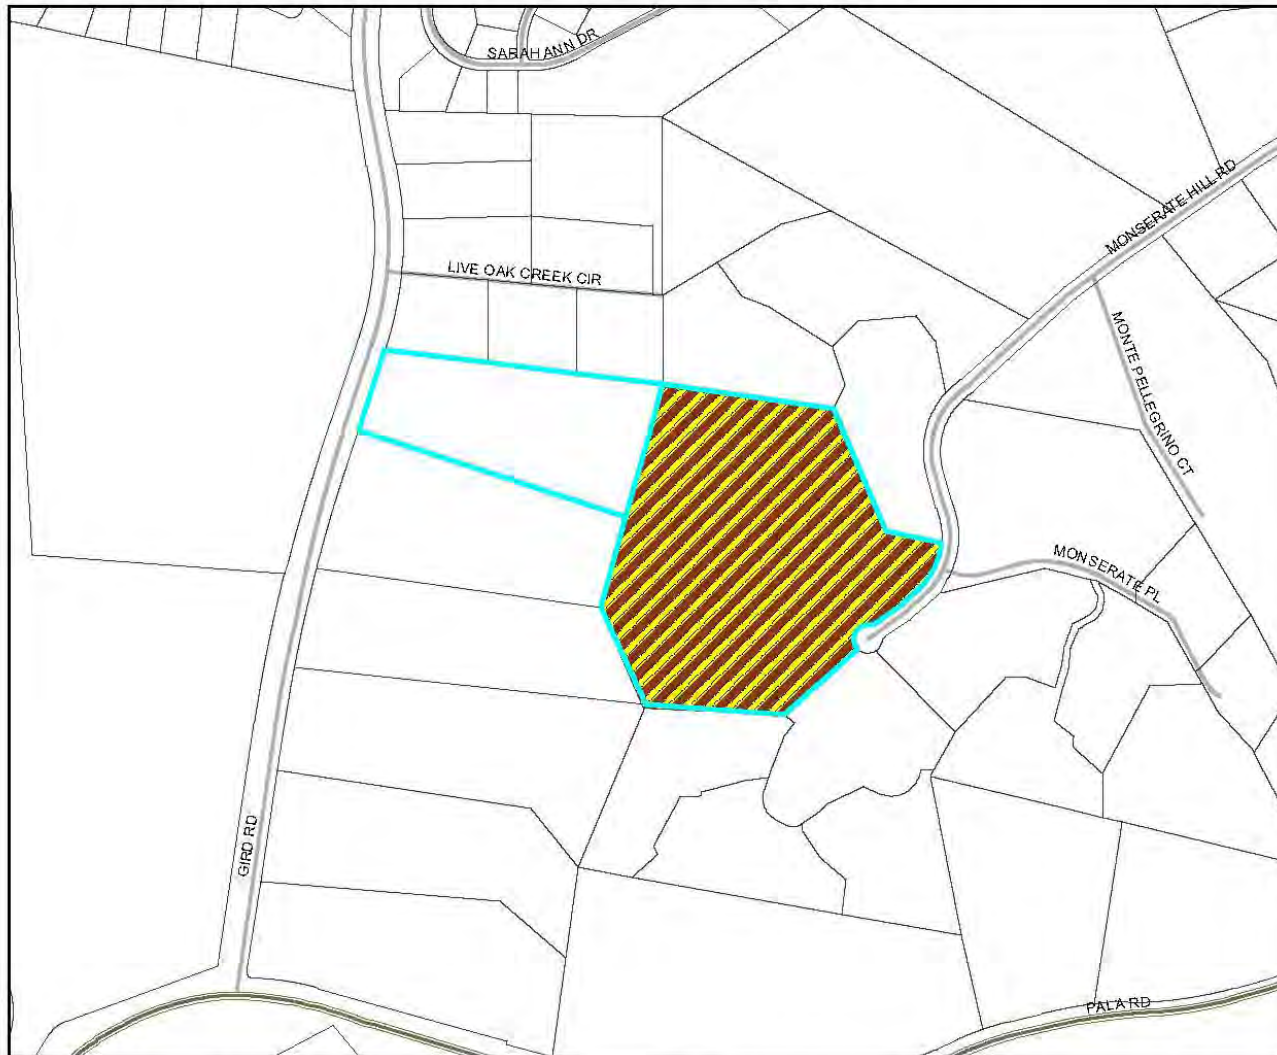 SARAH ANN DR
MONSERATE HILL RD
LIVE OAK CREEK CIR
MONTE PELLEGRINO CT
MONSERATE PL
GIRD RD
PALA RD